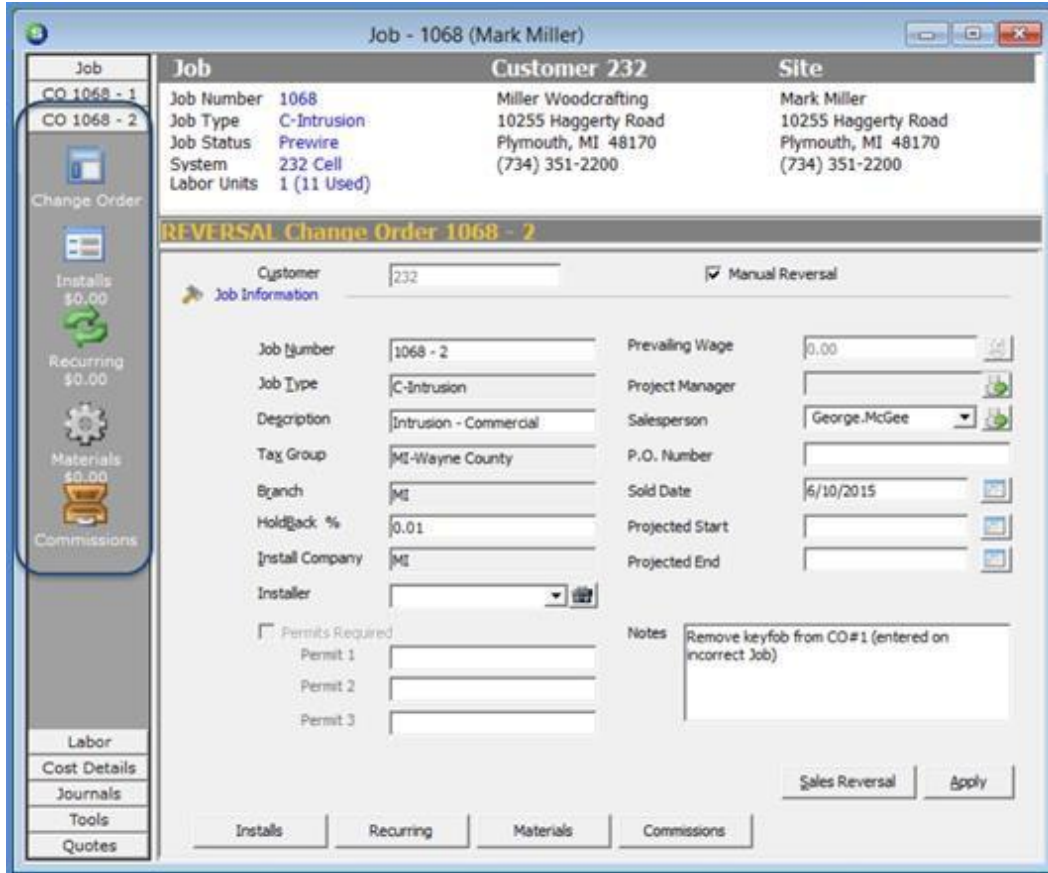 Job - 1068 (Mark Miller)
Job
CO 1068 - 1
CO 1068 - 2
Change Order
Installs
$0.00
Recurring
$0.00
Materials
$0.00
Commissions
Labor
Cost Details
Journals
Tools
Quotes
Job Customer 232 Site
Job Number 1068 Miller Woodcrafting Mark Miller
Job Type C-Intrusion 10255 Haggerty Road 10255 Haggerty Road
Job Status Prewire Plymouth, MI 48170 Plymouth, MI 48170
System 232 Cell (734) 351-2200 (734) 351-2200
Labor Units 1 (11 Used)
REVERSAL Change Order 1068 - 2
Customer 232 Manual Reversal
Job Information
Job Number 1068 - 2 Prevailing Wage 0.00
Job Type C-Intrusion Project Manager
Description Intrusion - Commercial Salesperson George.McGee
Tax Group MI-Wayne County P.O. Number
Branch MI Sold Date 6/10/2015
HoldBack % 0.01 Projected Start
Install Company MI Projected End
Installer
Permits Required Notes Remove keyfob from CO#1 (entered on
incorrect Job)
Permit 1
Permit 2
Permit 3
Sales Reversal Apply
Installs Recurring Materials Commissions